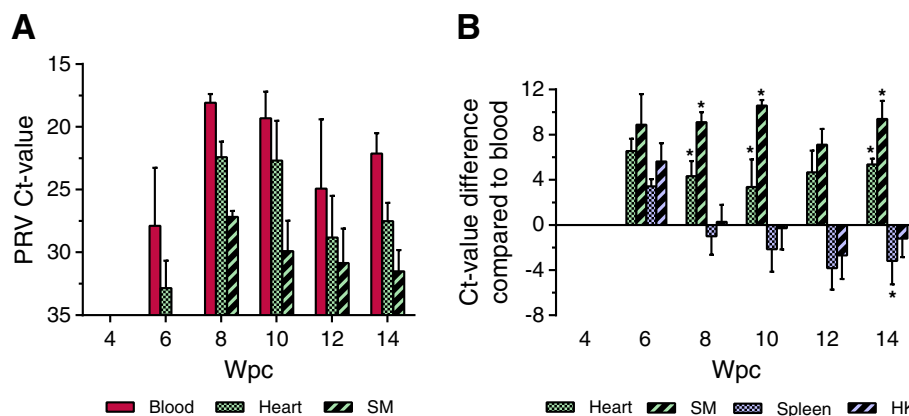 A
PRV Ct-value
15
20
25
30
35
4 6 8 10 12 14
Wpc
Blood Heart SM
B
Ct-value difference
compared to blood
12
8
4
0
-4
-8
* * * * * * *
4 6 8 10 12 14
Wpc
Heart SM Spleen HK